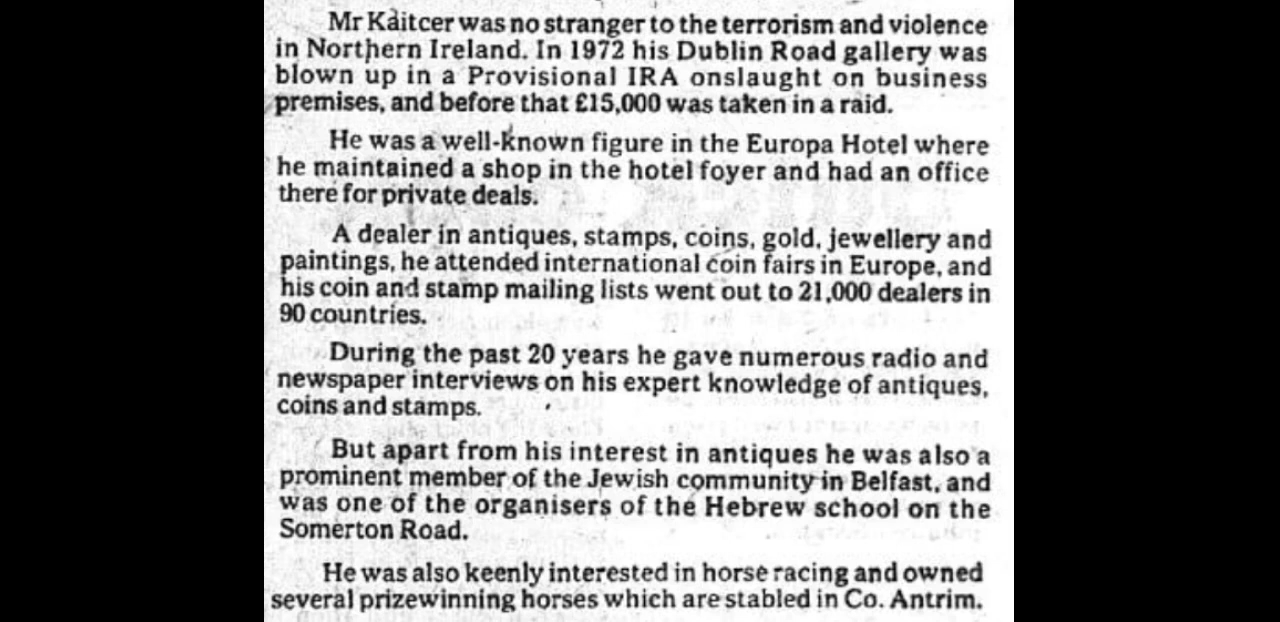 Mr Kaitcer was no stranger to the terrorism and violence
in Northern Ireland. In 1972 his Dublin Road gallery was
blown up in a Provisional IRA onslaught on business
premises, and before that £15,000 was taken in a raid.
He was a well-known figure in the Europa Hotel where
he maintained a shop in the hotel foyer and had an office
there for private deals.
A dealer in antiques, stamps, coins, gold, jewellery and
paintings, he attended international coin fairs in Europe, and
his coin and stamp mailing lists went out to 21,000 dealers in
90 countries.
During the past 20 years he gave numerous radio and
newspaper interviews on his expert knowledge of antiques,
coins and stamps.
But apart from his interest in antiques he was also a
prominent member of the Jewish community in Belfast, and
was one of the organisers of the Hebrew school on the
Somerton Road.
He was also keenly interested in horse racing and owned
several prizewinning horses which are stabled in Co. Antrim.